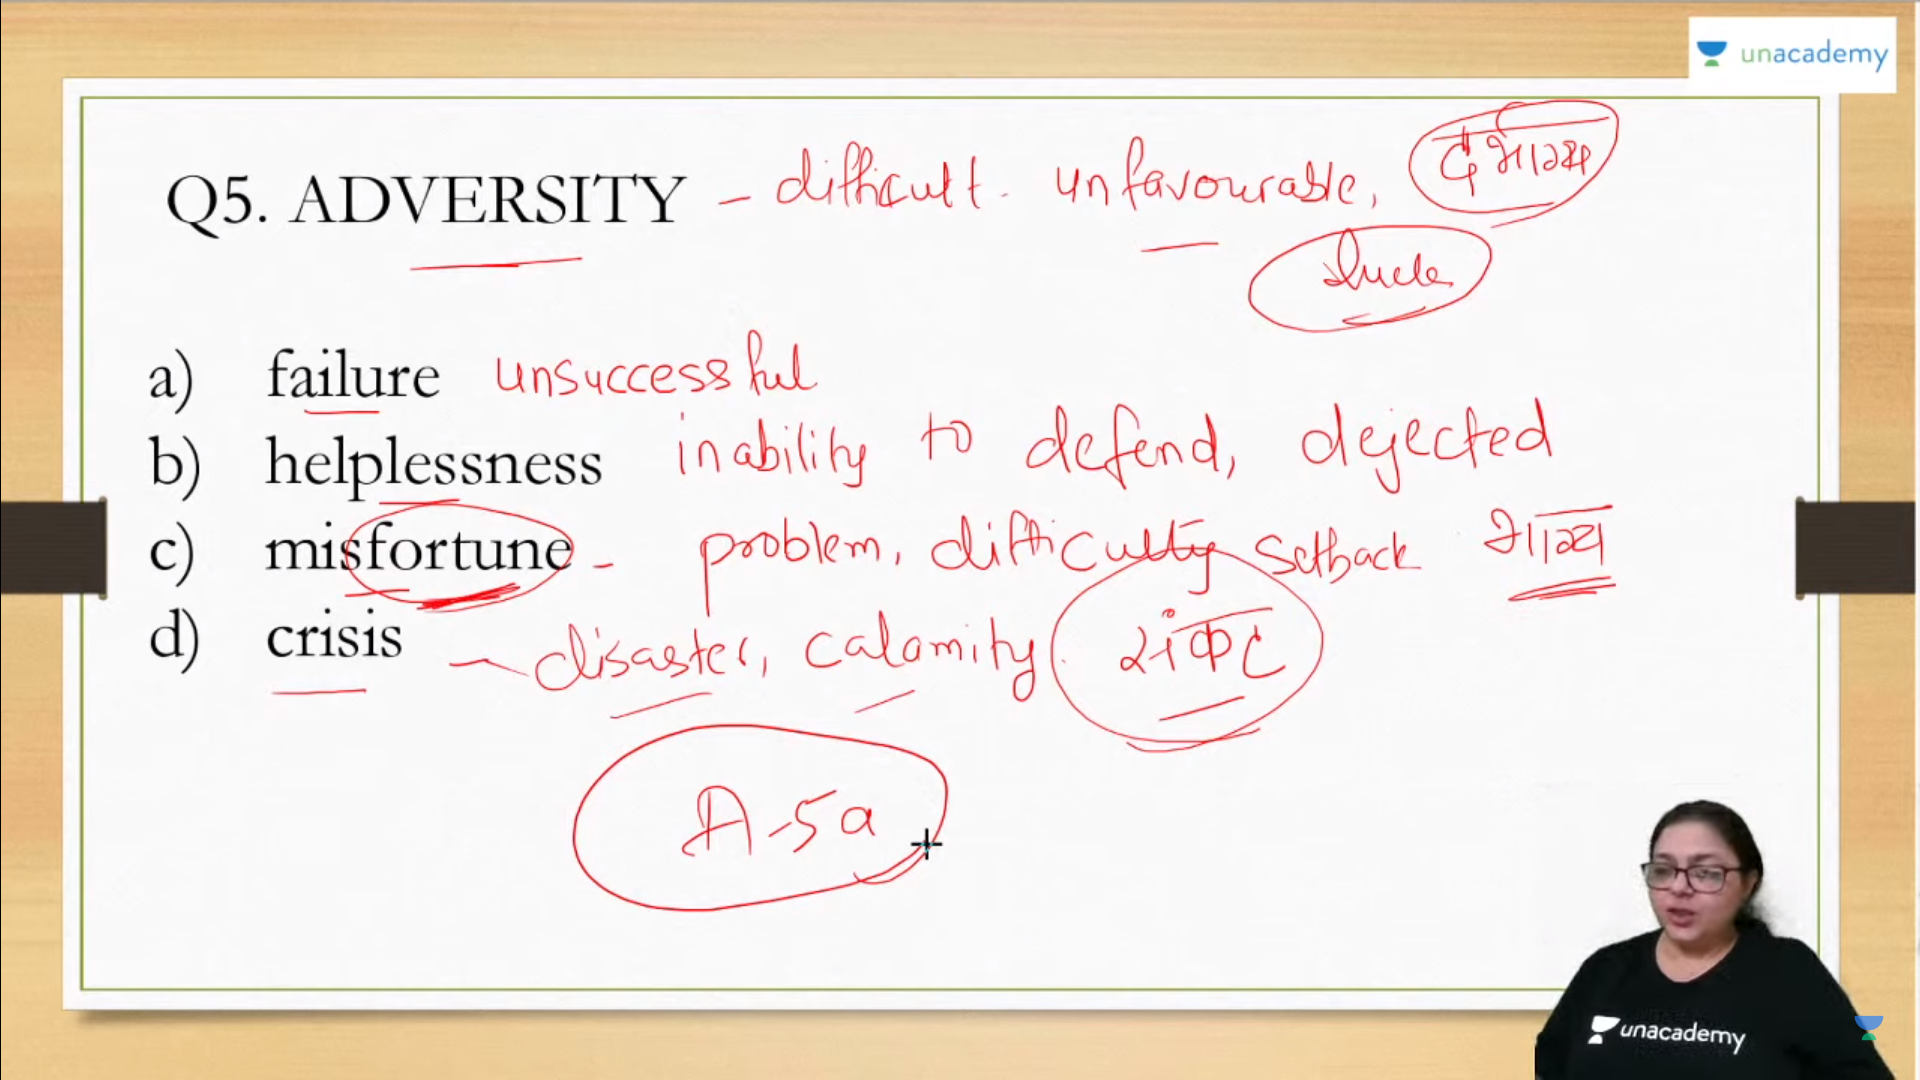 unacademy
Q5. ADVERSITY - difficult. unfavourable, दुर्भाग्य
luck
a) failure unsuccessful
b) helplessness inability to defend, dejected
c) misfortune - problem, difficulty setback भाग्य
d) crisis - disaster, calamity. संकट
A-5a
unacademy